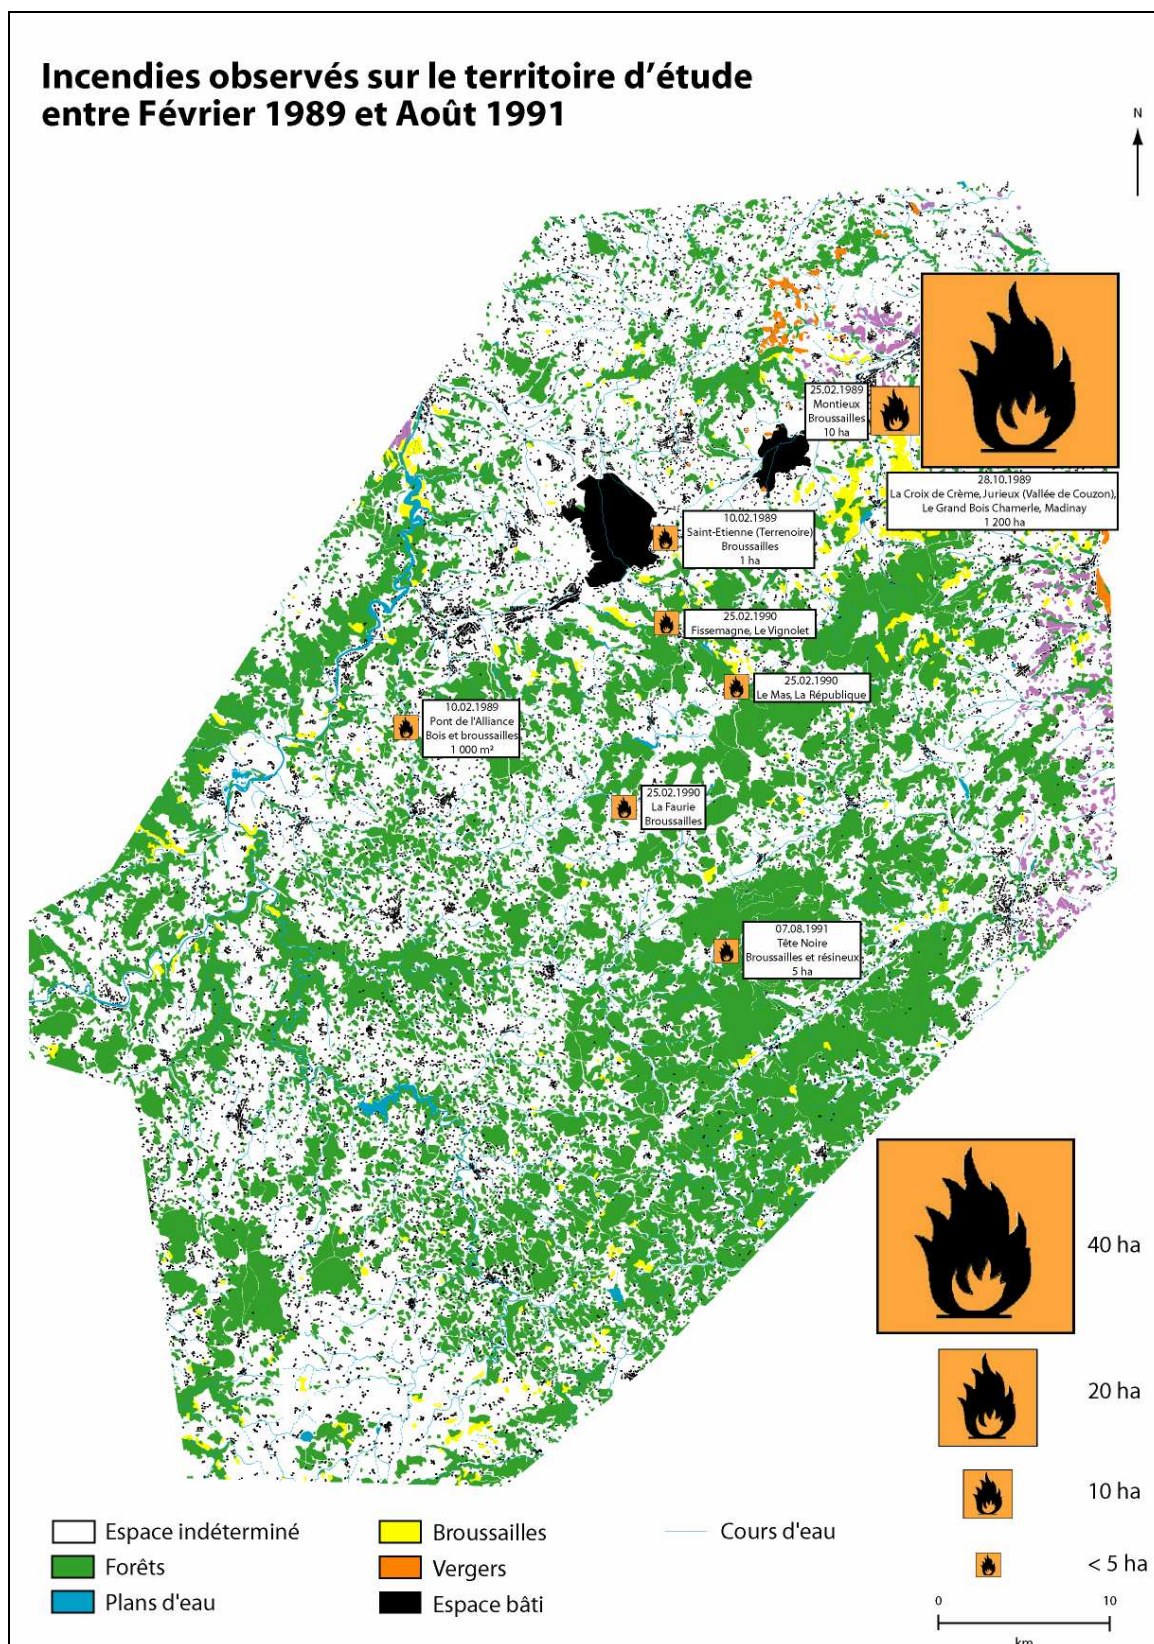 Incendies observés sur le territoire d'étude
entre Février 1989 et Août 1991
N
25.02.1989
Montieux
Broussailles
10 ha
28.10.1989
La Croix de Crème, Jurieux (Vallée de Couzon),
Le Grand Bois Chamerle, Madinay
1 200 ha
10.02.1989
Saint-Etienne (Terrenoire)
Broussailles
1 ha
25.02.1990
Fissemagne, Le Vignolet
25.02.1990
Le Mas, La République
10.02.1989
Pont de l'Alliance
Bois et broussailles
1 000 m²
25.02.1990
La Faurie
Broussailles
07.08.1991
Tête Noire
Broussailles et résineux
5 ha
40 ha
20 ha
10 ha
< 5 ha
Espace indéterminé
Forêts
Plans d'eau
Broussailles
Vergers
Espace bâti
Cours d'eau
0 10
km